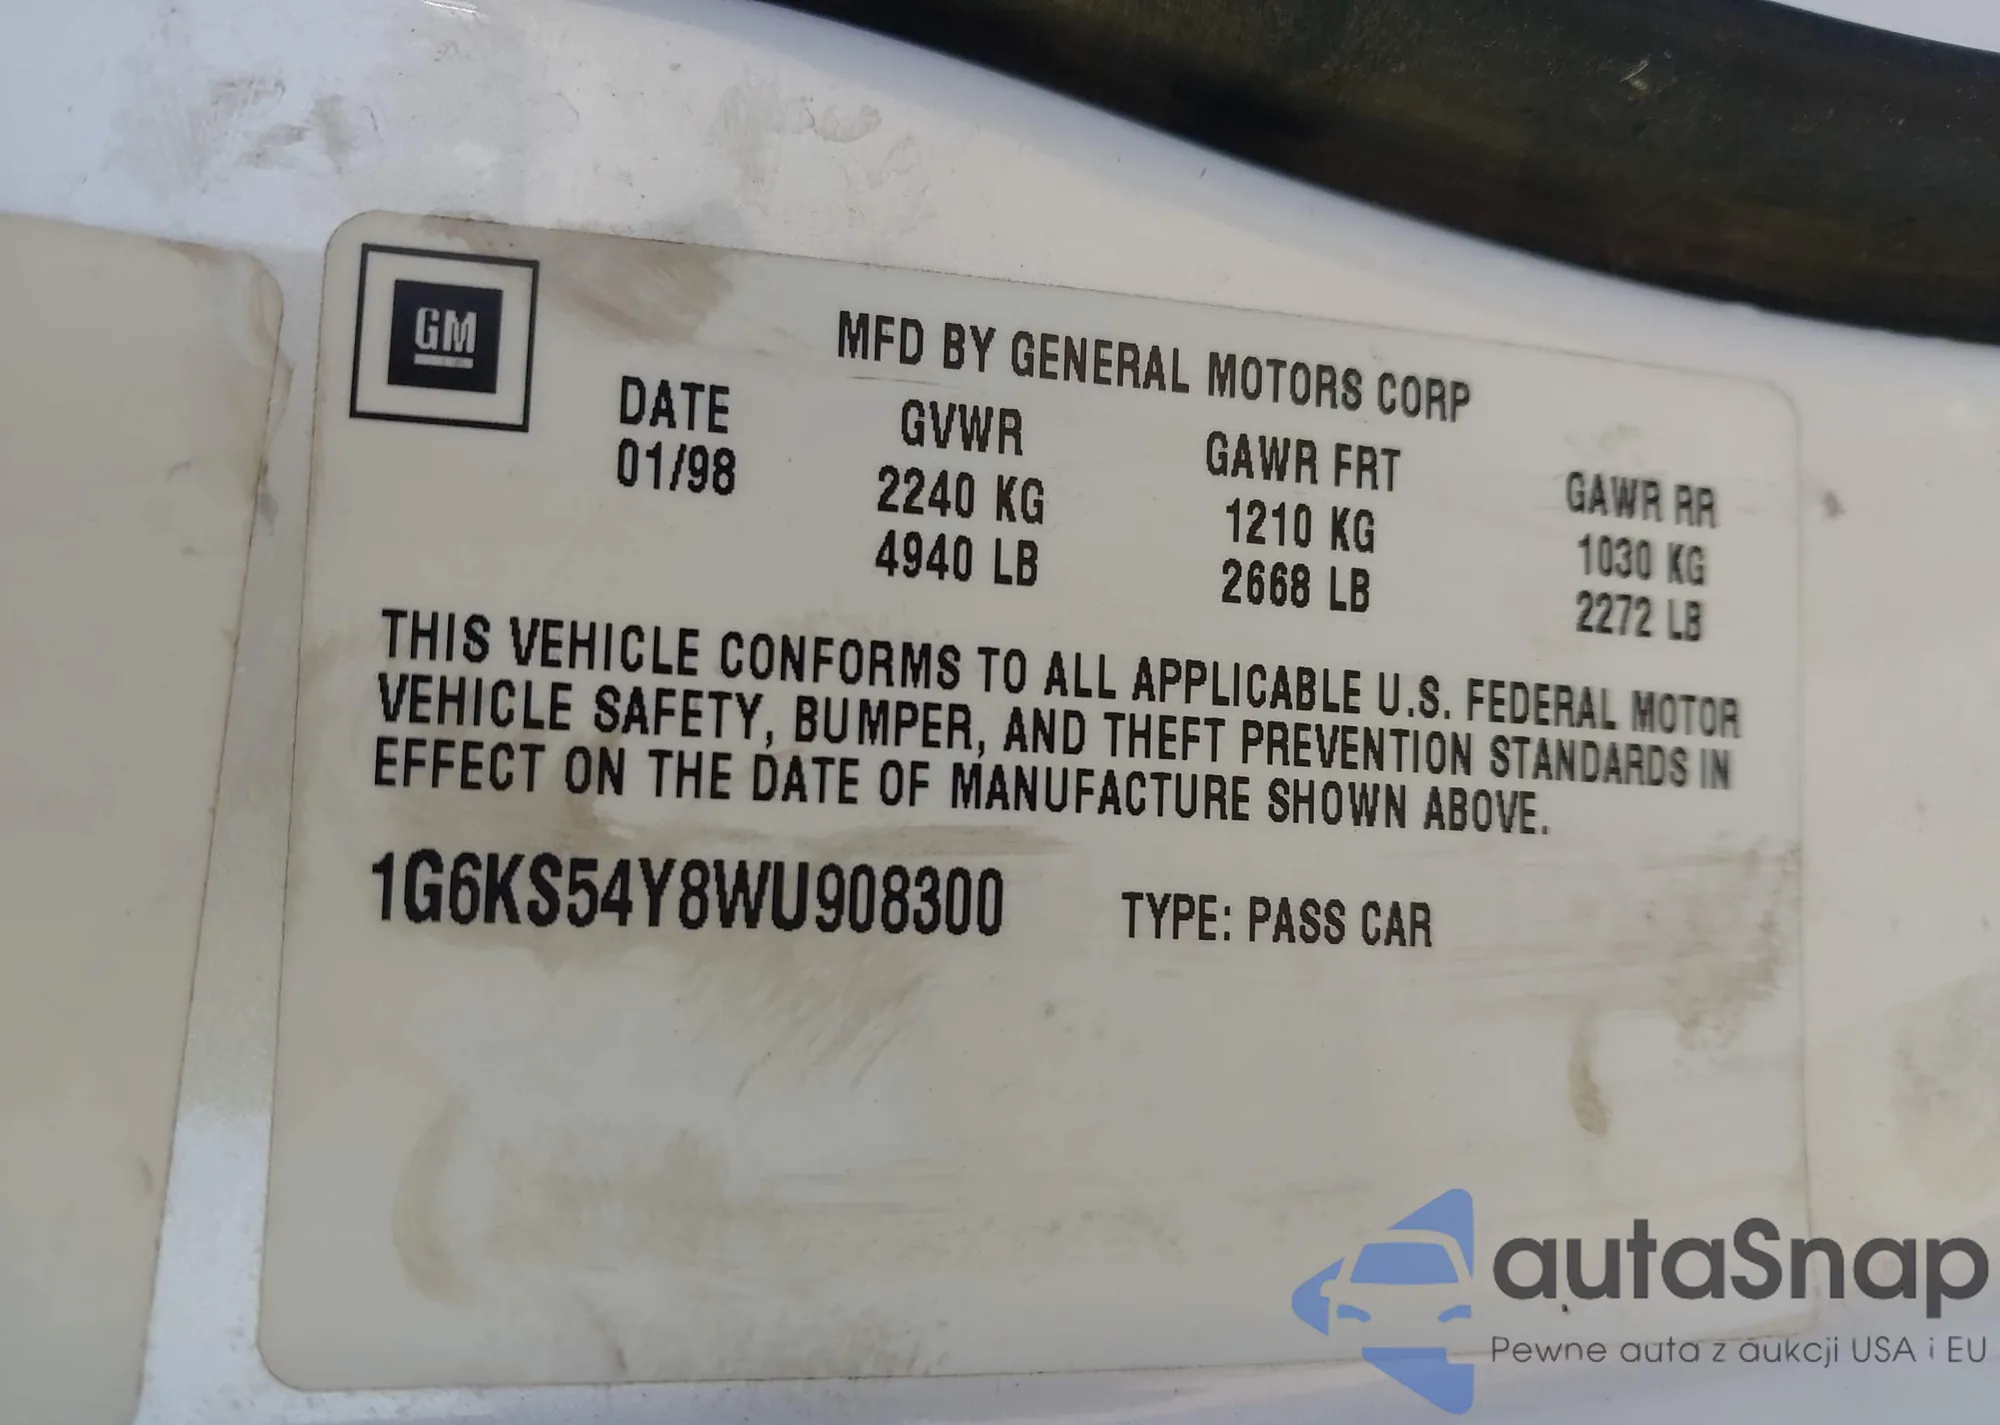 GM
MFD BY GENERAL MOTORS CORP
DATE GVWR GAWR FRT GAWR RR
01/98 2240 KG 1210 KG 1030 KG
4940 LB 2668 LB 2272 LB
THIS VEHICLE CONFORMS TO ALL APPLICABLE U.S. FEDERAL MOTOR
VEHICLE SAFETY, BUMPER, AND THEFT PREVENTION STANDARDS IN
EFFECT ON THE DATE OF MANUFACTURE SHOWN ABOVE.
1G6KS54Y8WU908300 TYPE: PASS CAR
autaSnap
Pewne auta z aukcji USA i EU